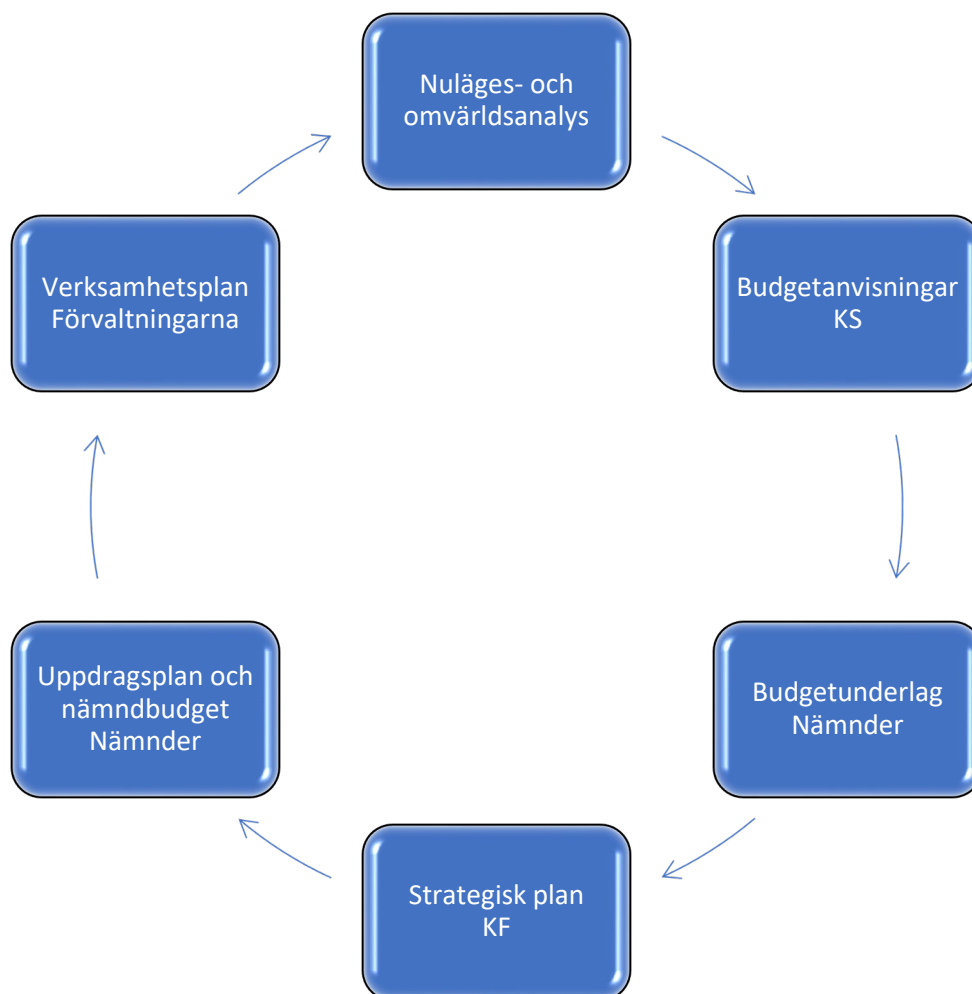 Nuläges- och
omvärldsanalys
Budgetanvisningar
KS
Budgetunderlag
Nämnder
Strategisk plan
KF
Uppdragsplan och
nämndbudget
Nämnder
Verksamhetsplan
Förvaltningarna